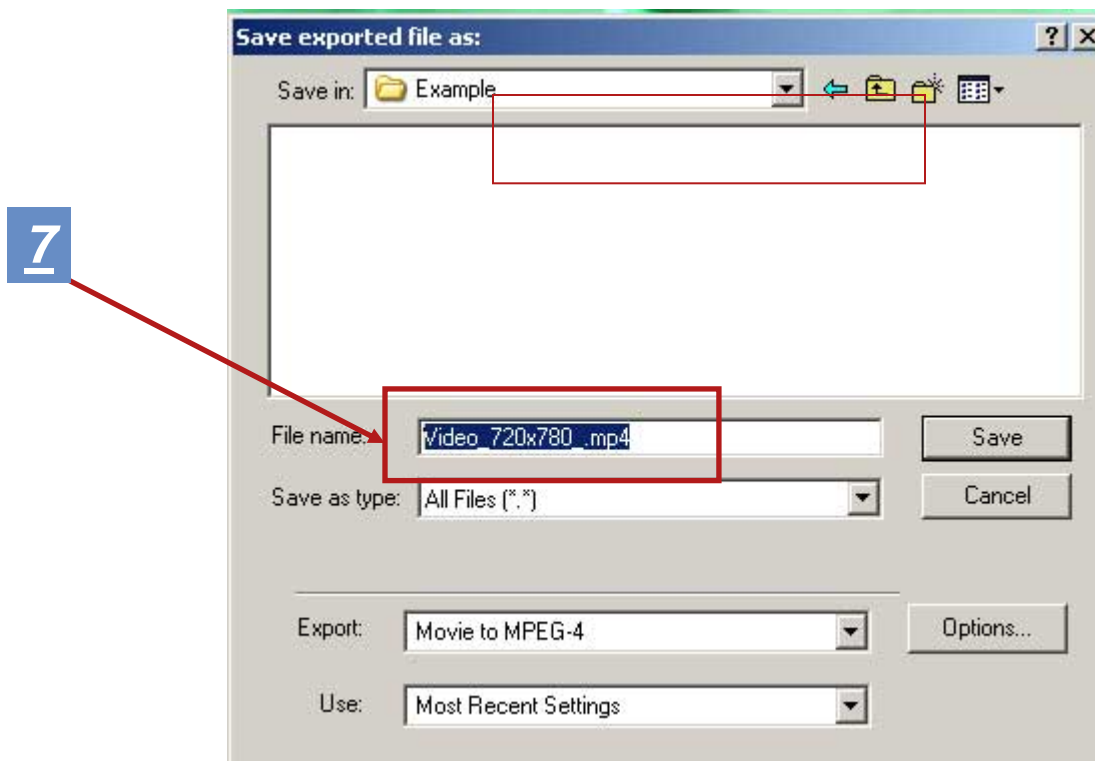 Save exported file as:
Save in: Example
7
File name: Video_720x780_.mp4
Save
Save as type: All Files (*.*)
Cancel
Export: Movie to MPEG-4
Options...
Use: Most Recent Settings